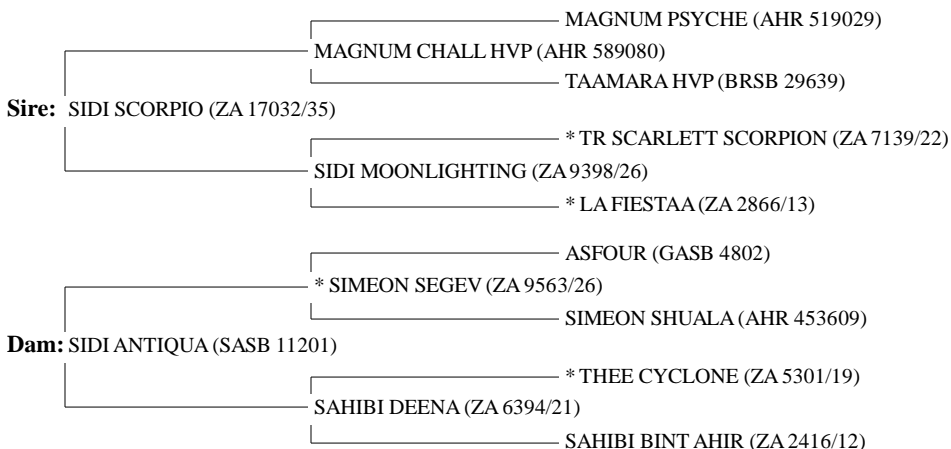 MAGNUM PSYCHE (AHR 519029)
MAGNUM CHALL HVP (AHR 589080)
TAAMARA HVP (BRSB 29639)
Sire: SIDI SCORPIO (ZA 17032/35)
* TR SCARLETT SCORPION (ZA 7139/22)
SIDI MOONLIGHTING (ZA 9398/26)
* LA FIESTAA (ZA 2866/13)
ASFOUR (GASB 4802)
* SIMEON SEGEV (ZA 9563/26)
SIMEON SHUALA (AHR 453609)
Dam: SIDI ANTIQUA (SASB 11201)
* THEE CYCLONE (ZA 5301/19)
SAHIBI DEENA (ZA 6394/21)
SAHIBI BINT AHIR (ZA 2416/12)